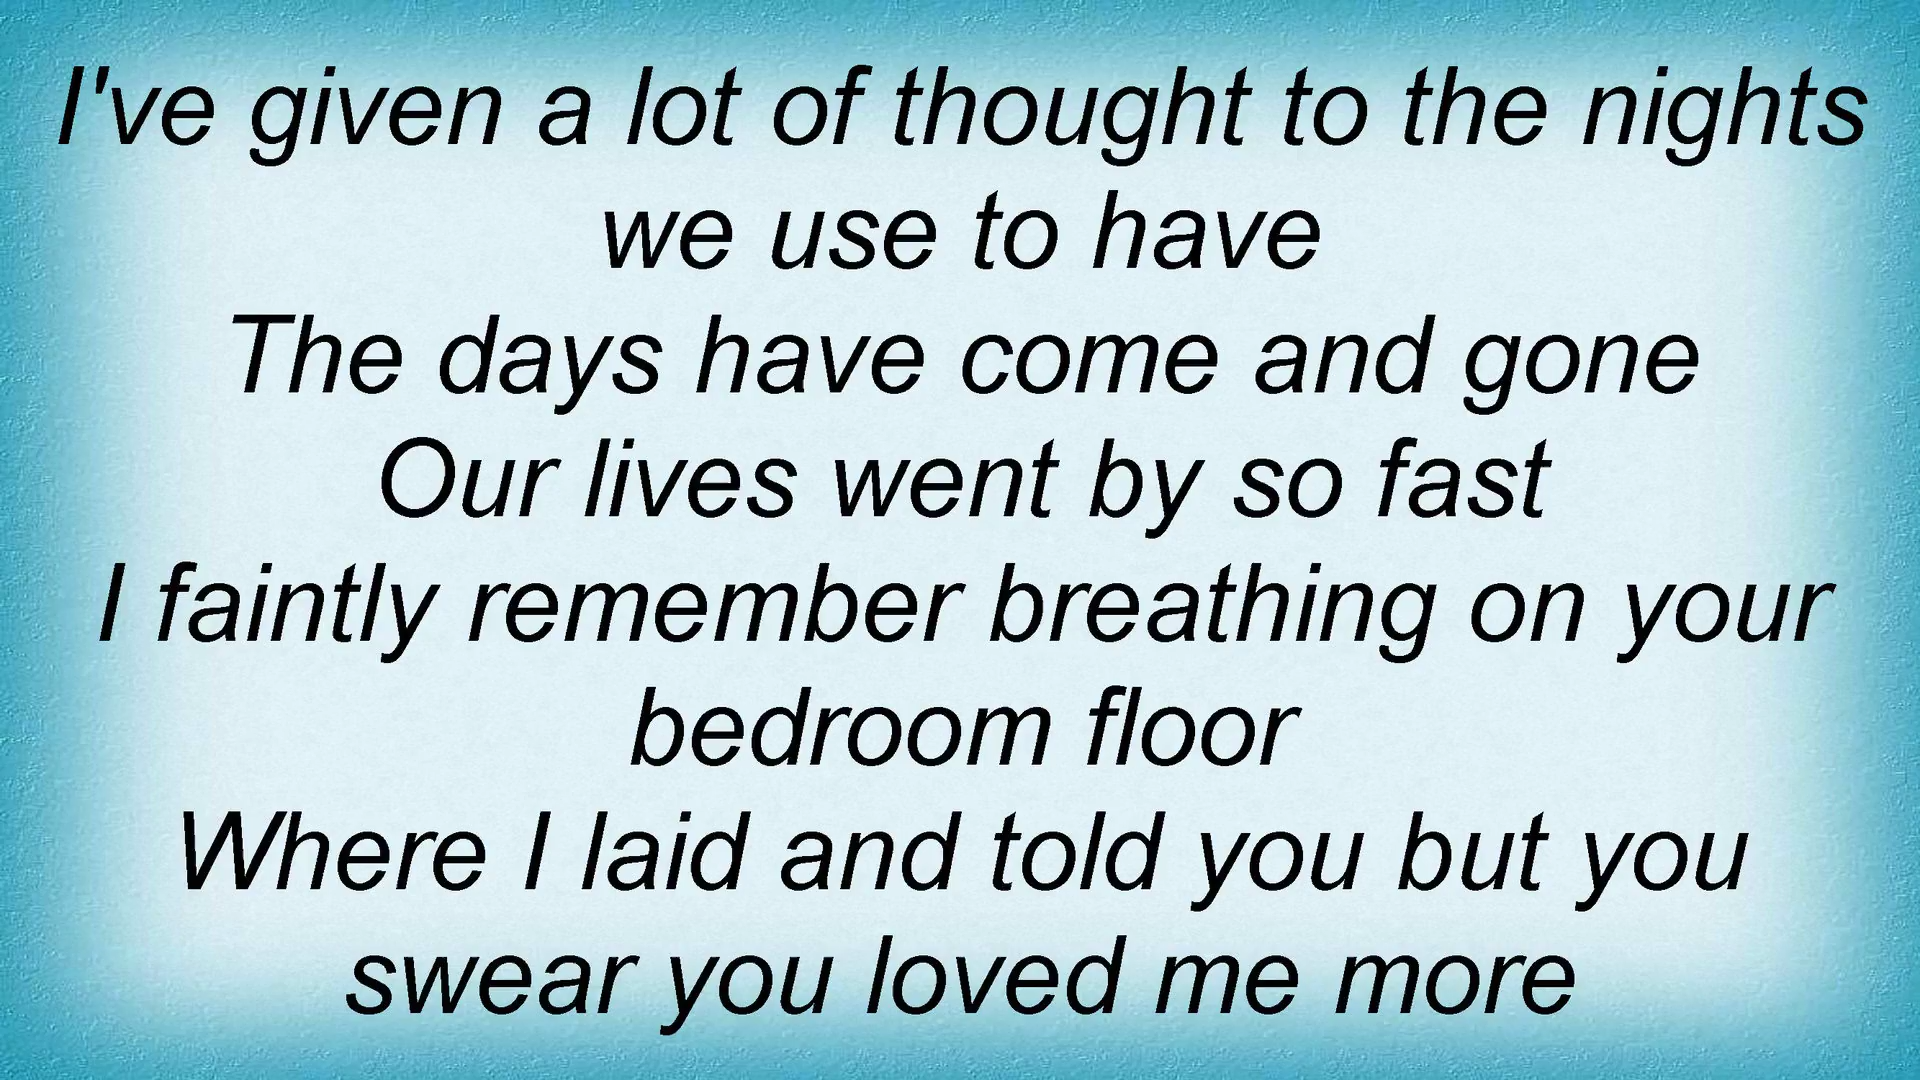 I've given a lot of thought to the nights
we use to have
The days have come and gone
Our lives went by so fast
I faintly remember breathing on your
bedroom floor
Where I laid and told you but you
swear you loved me more